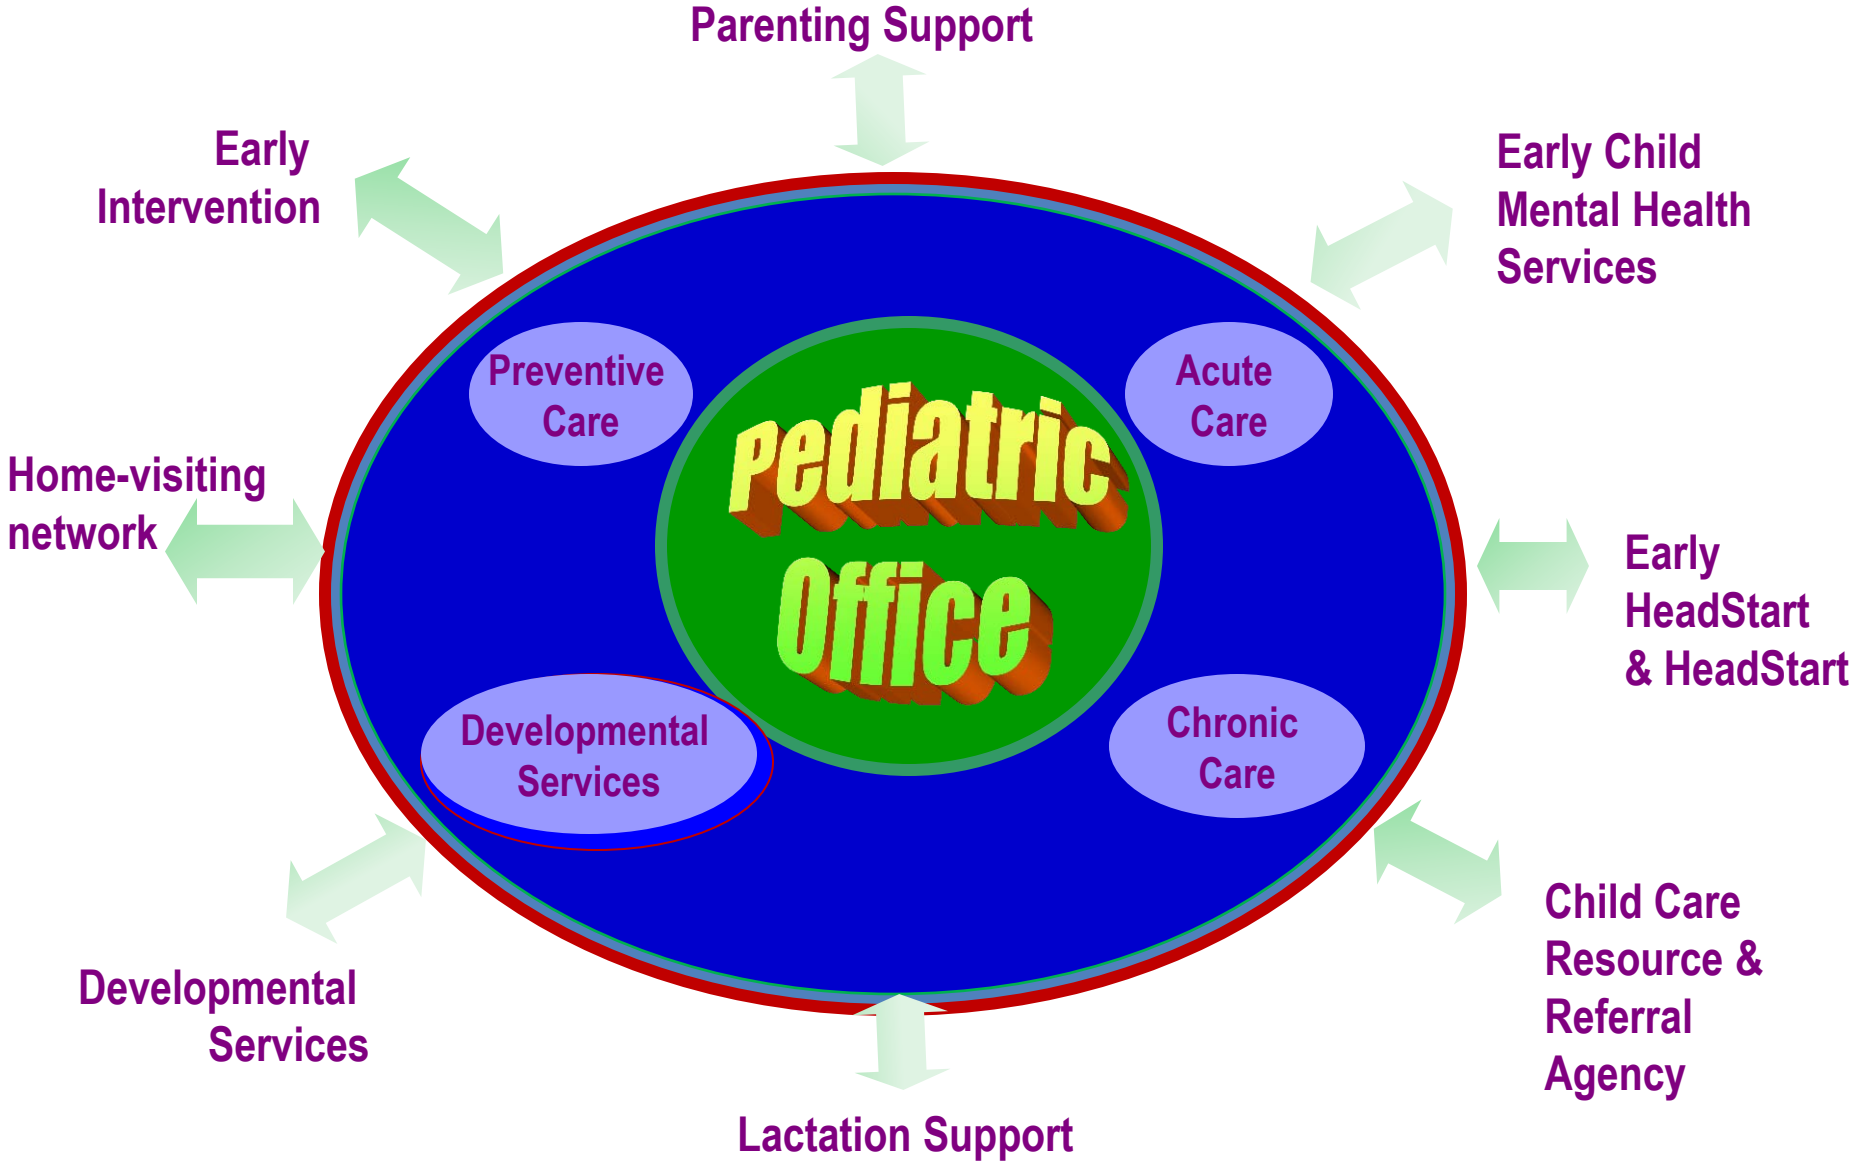 Parenting Support
Early
Intervention
Early Child
Mental Health
Services
Preventive
Care
Acute
Care
Pediatric
Office
Home-visiting
network
Early
HeadStart
& HeadStart
Developmental
Services
Chronic
Care
Developmental
Services
Child Care
Resource &
Referral
Agency
Lactation Support